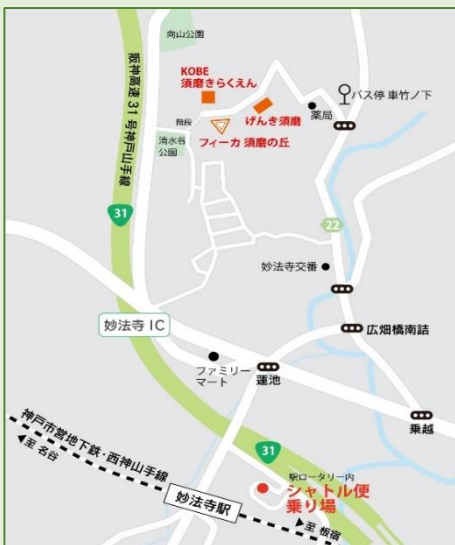 向山公園
阪神高速31号神戸山手線
KOBE
須磨きらくえん
階段
げんき須磨
フィーカ 須磨の丘
薬局
バス停 車竹ノ下
清水谷
公園
31
22
妙法寺交番
妙法寺 IC
広畑橋南詰
ファミリー
マート
蓮池
乗越
神戸市営地下鉄・西神山手線
至 名谷
31
駅ロータリー内
シャトル便
乗り場
妙法寺駅
至 板宿